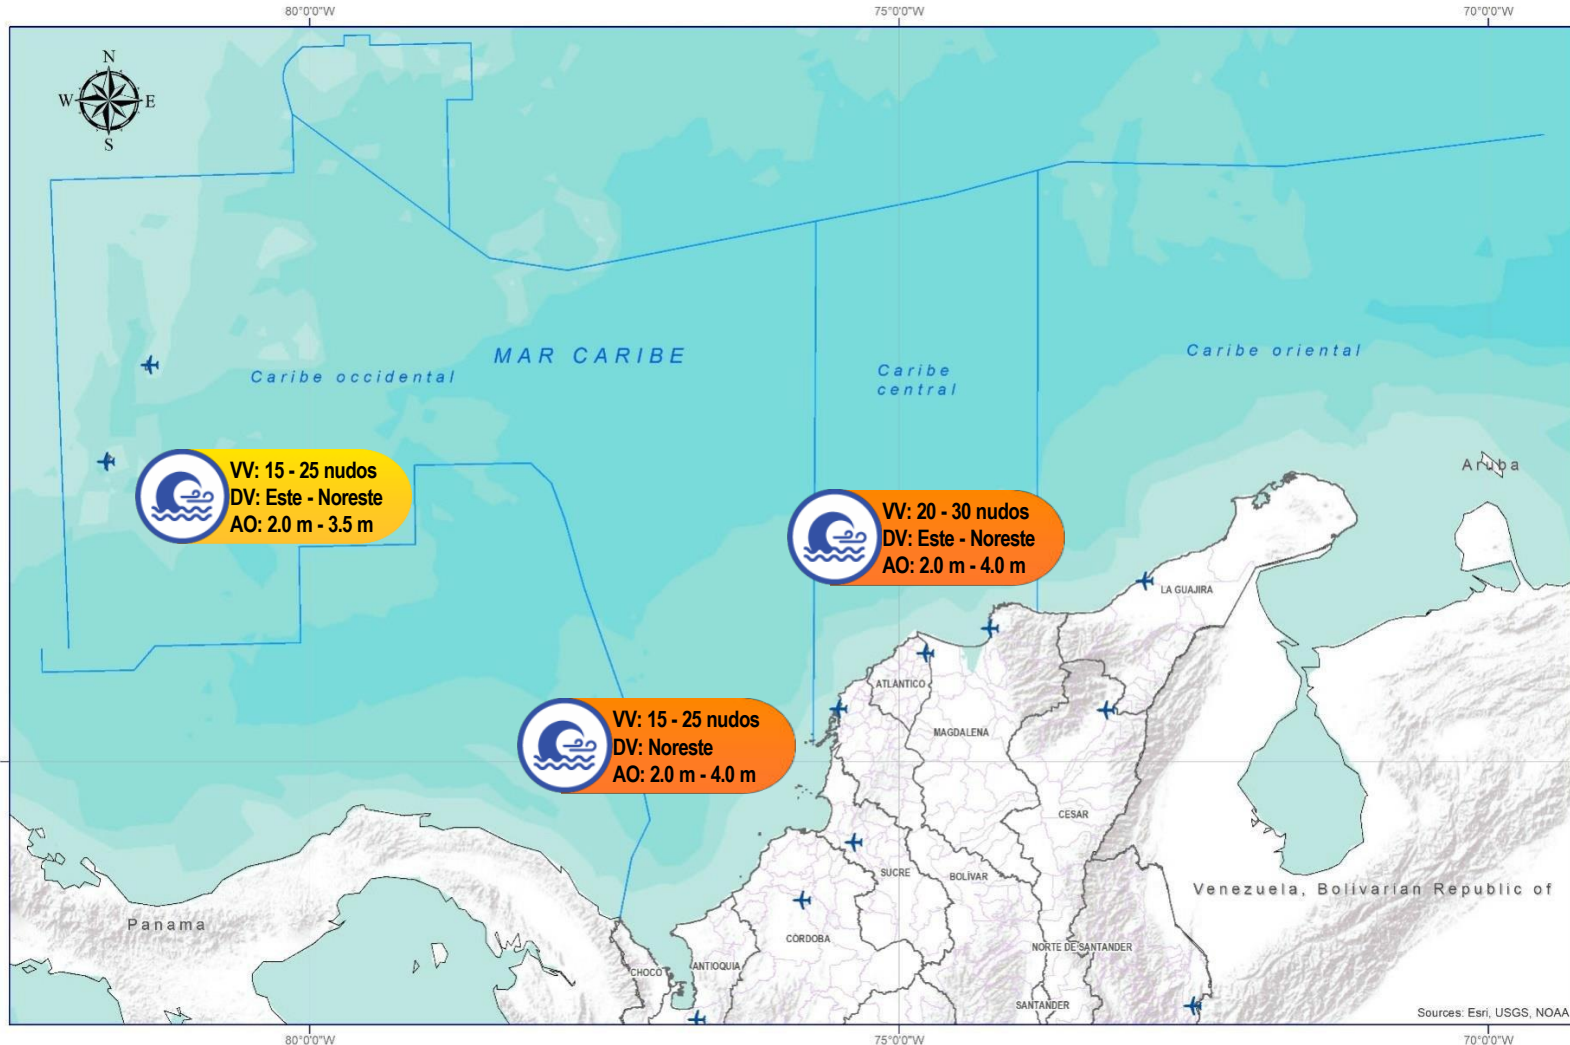 80°0'0"W
75°0'0"W
70°0'0"W
N
W
E
S
MAR CARIBE
Caribe occidental
Caribe
central
Caribe oriental
Aruba
VV: 15 - 25 nudos
DV: Este - Noreste
AO: 2.0 m - 3.5 m
VV: 20 - 30 nudos
DV: Este - Noreste
AO: 2.0 m - 4.0 m
LA GUAJIRA
ATLANTICO
VV: 15 - 25 nudos
DV: Noreste
AO: 2.0 m - 4.0 m
MAGDALENA
CESAR
SUCRE
BOLÍVAR
Venezuela, Bolivarian Republic of
Panama
CÓRDOBA
NORTE DE SANTANDER
CHOCO
ANTIOQUIA
SANTANDER
Sources: Esri, USGS, NOAA
80°0'0"W
75°0'0"W
70°0'0"W